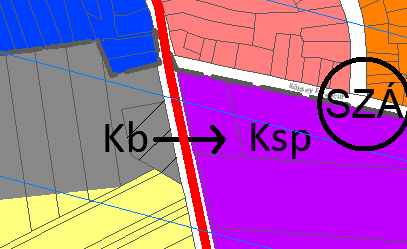 SZÁ
Kb → Ksp